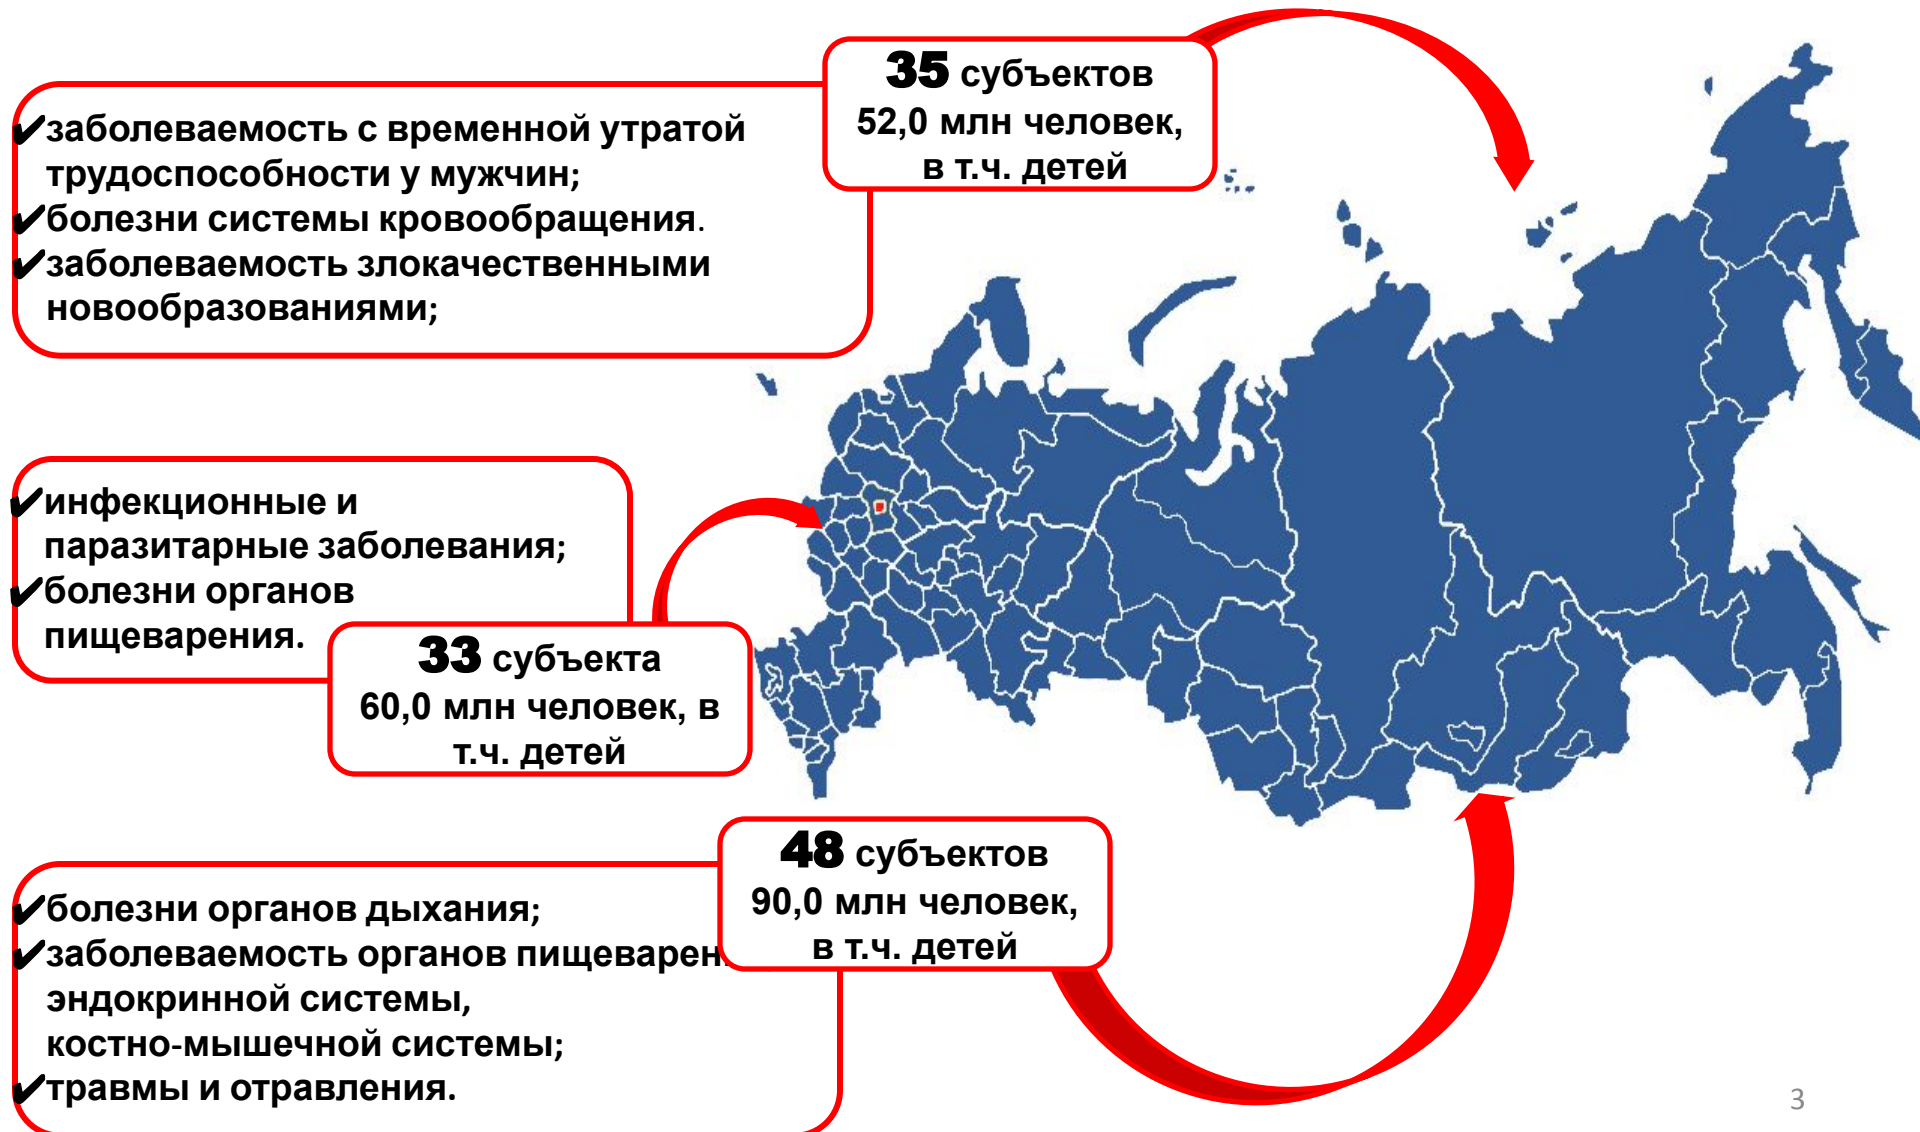 35 субъектов
52,0 млн человек,
в т.ч. детей
✔заболеваемость с временной утратой
трудоспособности у мужчин;
✔болезни системы кровообращения.
✔заболеваемость злокачественными
новообразованиями;
✔инфекционные и
паразитарные заболевания;
✔болезни органов
пищеварения.
33 субъекта
60,0 млн человек, в
т.ч. детей
48 субъектов
90,0 млн человек,
в т.ч. детей
✔болезни органов дыхания;
✔заболеваемость органов пищеварен
эндокринной системы,
костно-мышечной системы;
✔травмы и отравления.
3